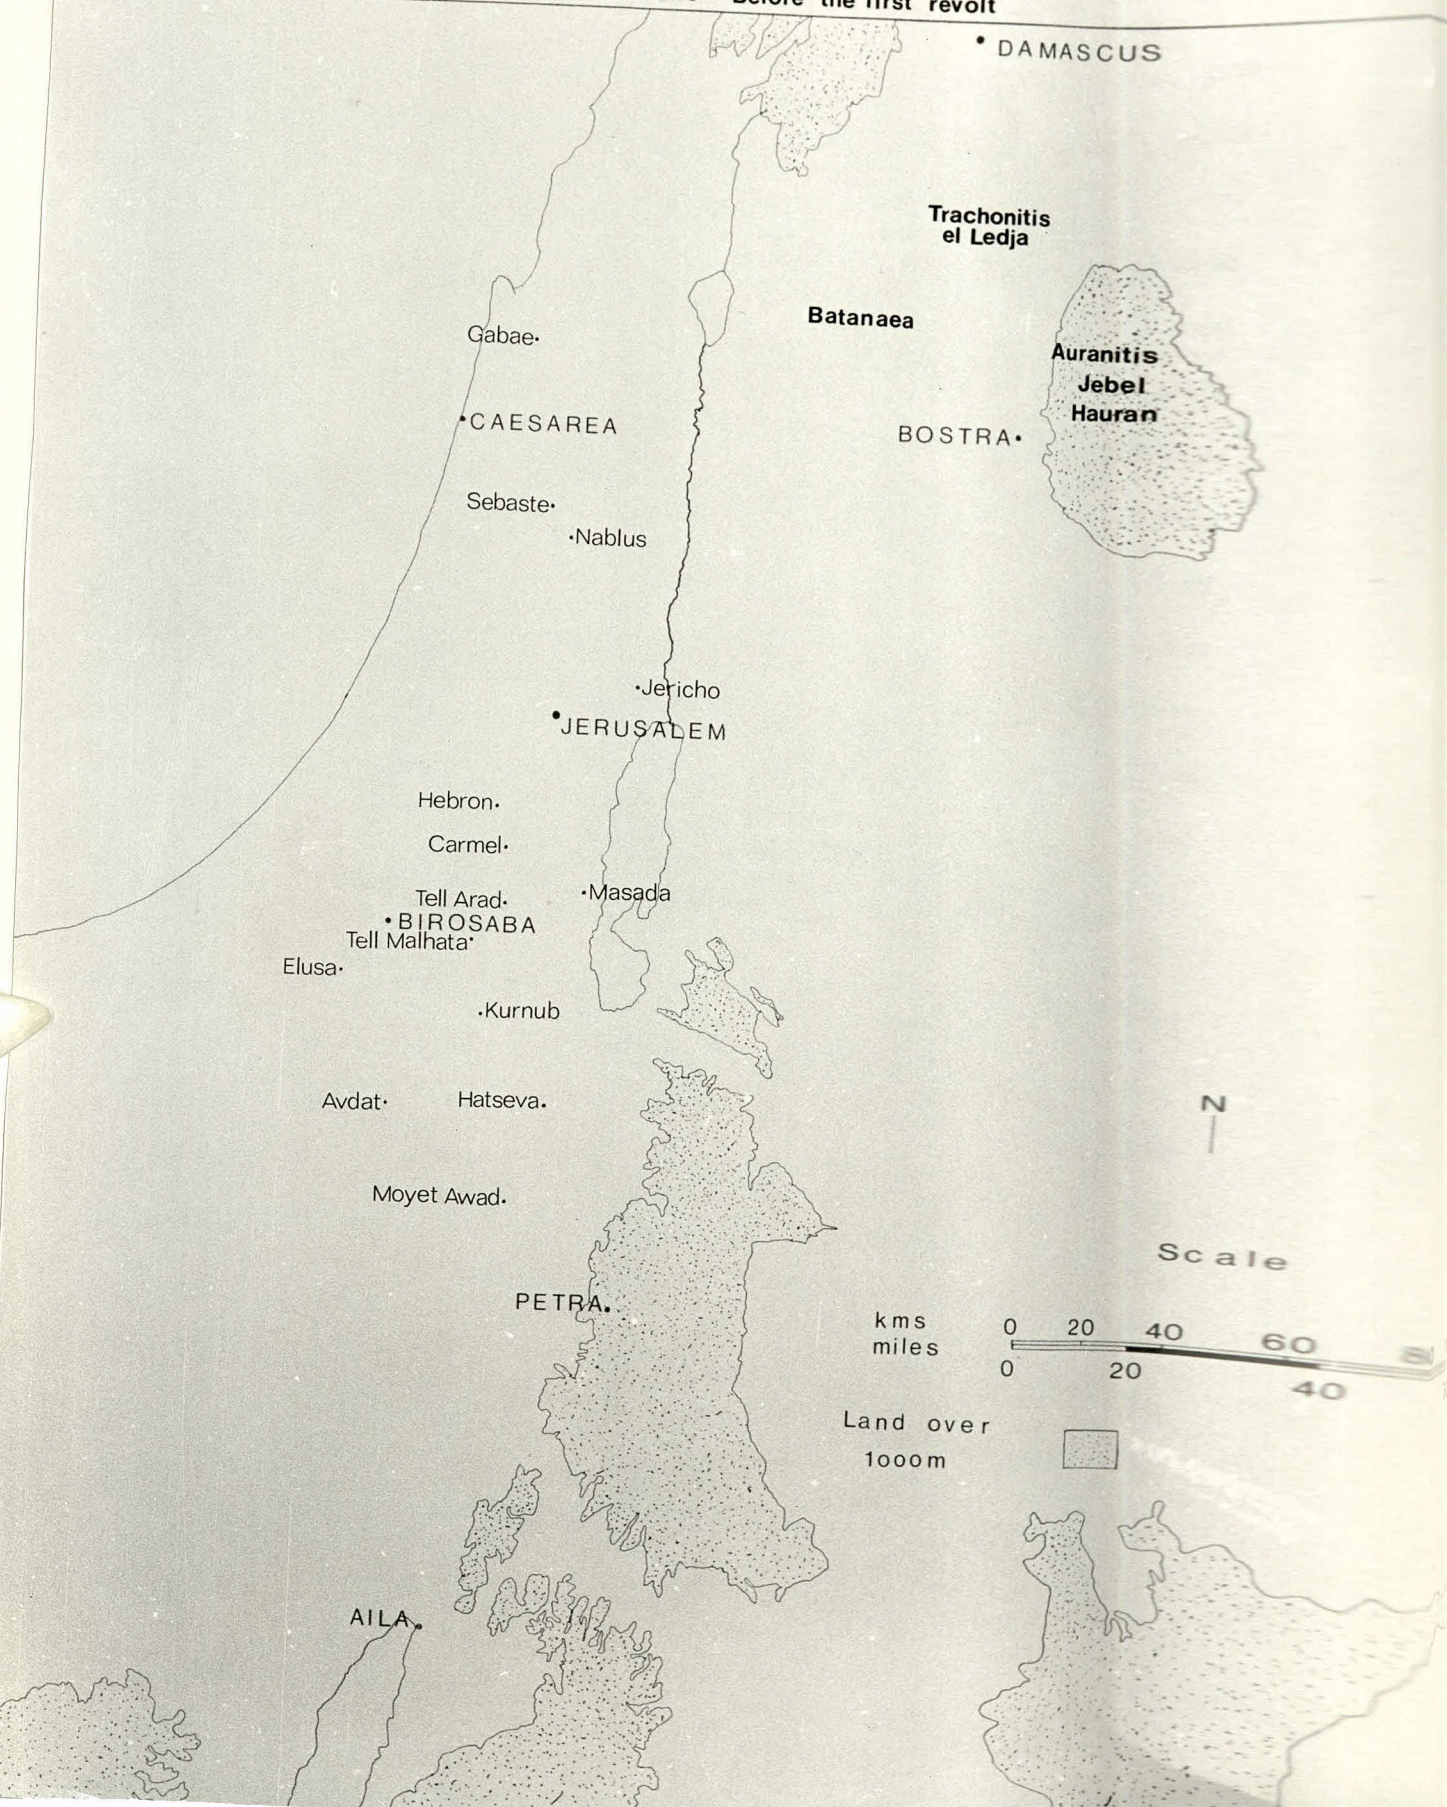 Before the first revolt
DAMASCUS
Trachonitis
el Ledja
Batanaea
Gabae
Auranitis
Jebel
Hauran
CAESAREA
BOSTRA
Sebaste
Nablus
Jericho
JERUSALEM
Hebron
Carmel
Tell Arad
Masada
BIROSABA
Tell Malhata
Elusa
Kurnub
Avdat
Hatseva
N
Moyet Awad
Scale
PETRA
kms 0 20 40 60
miles 0 20 40
Land over
1000m
AILA